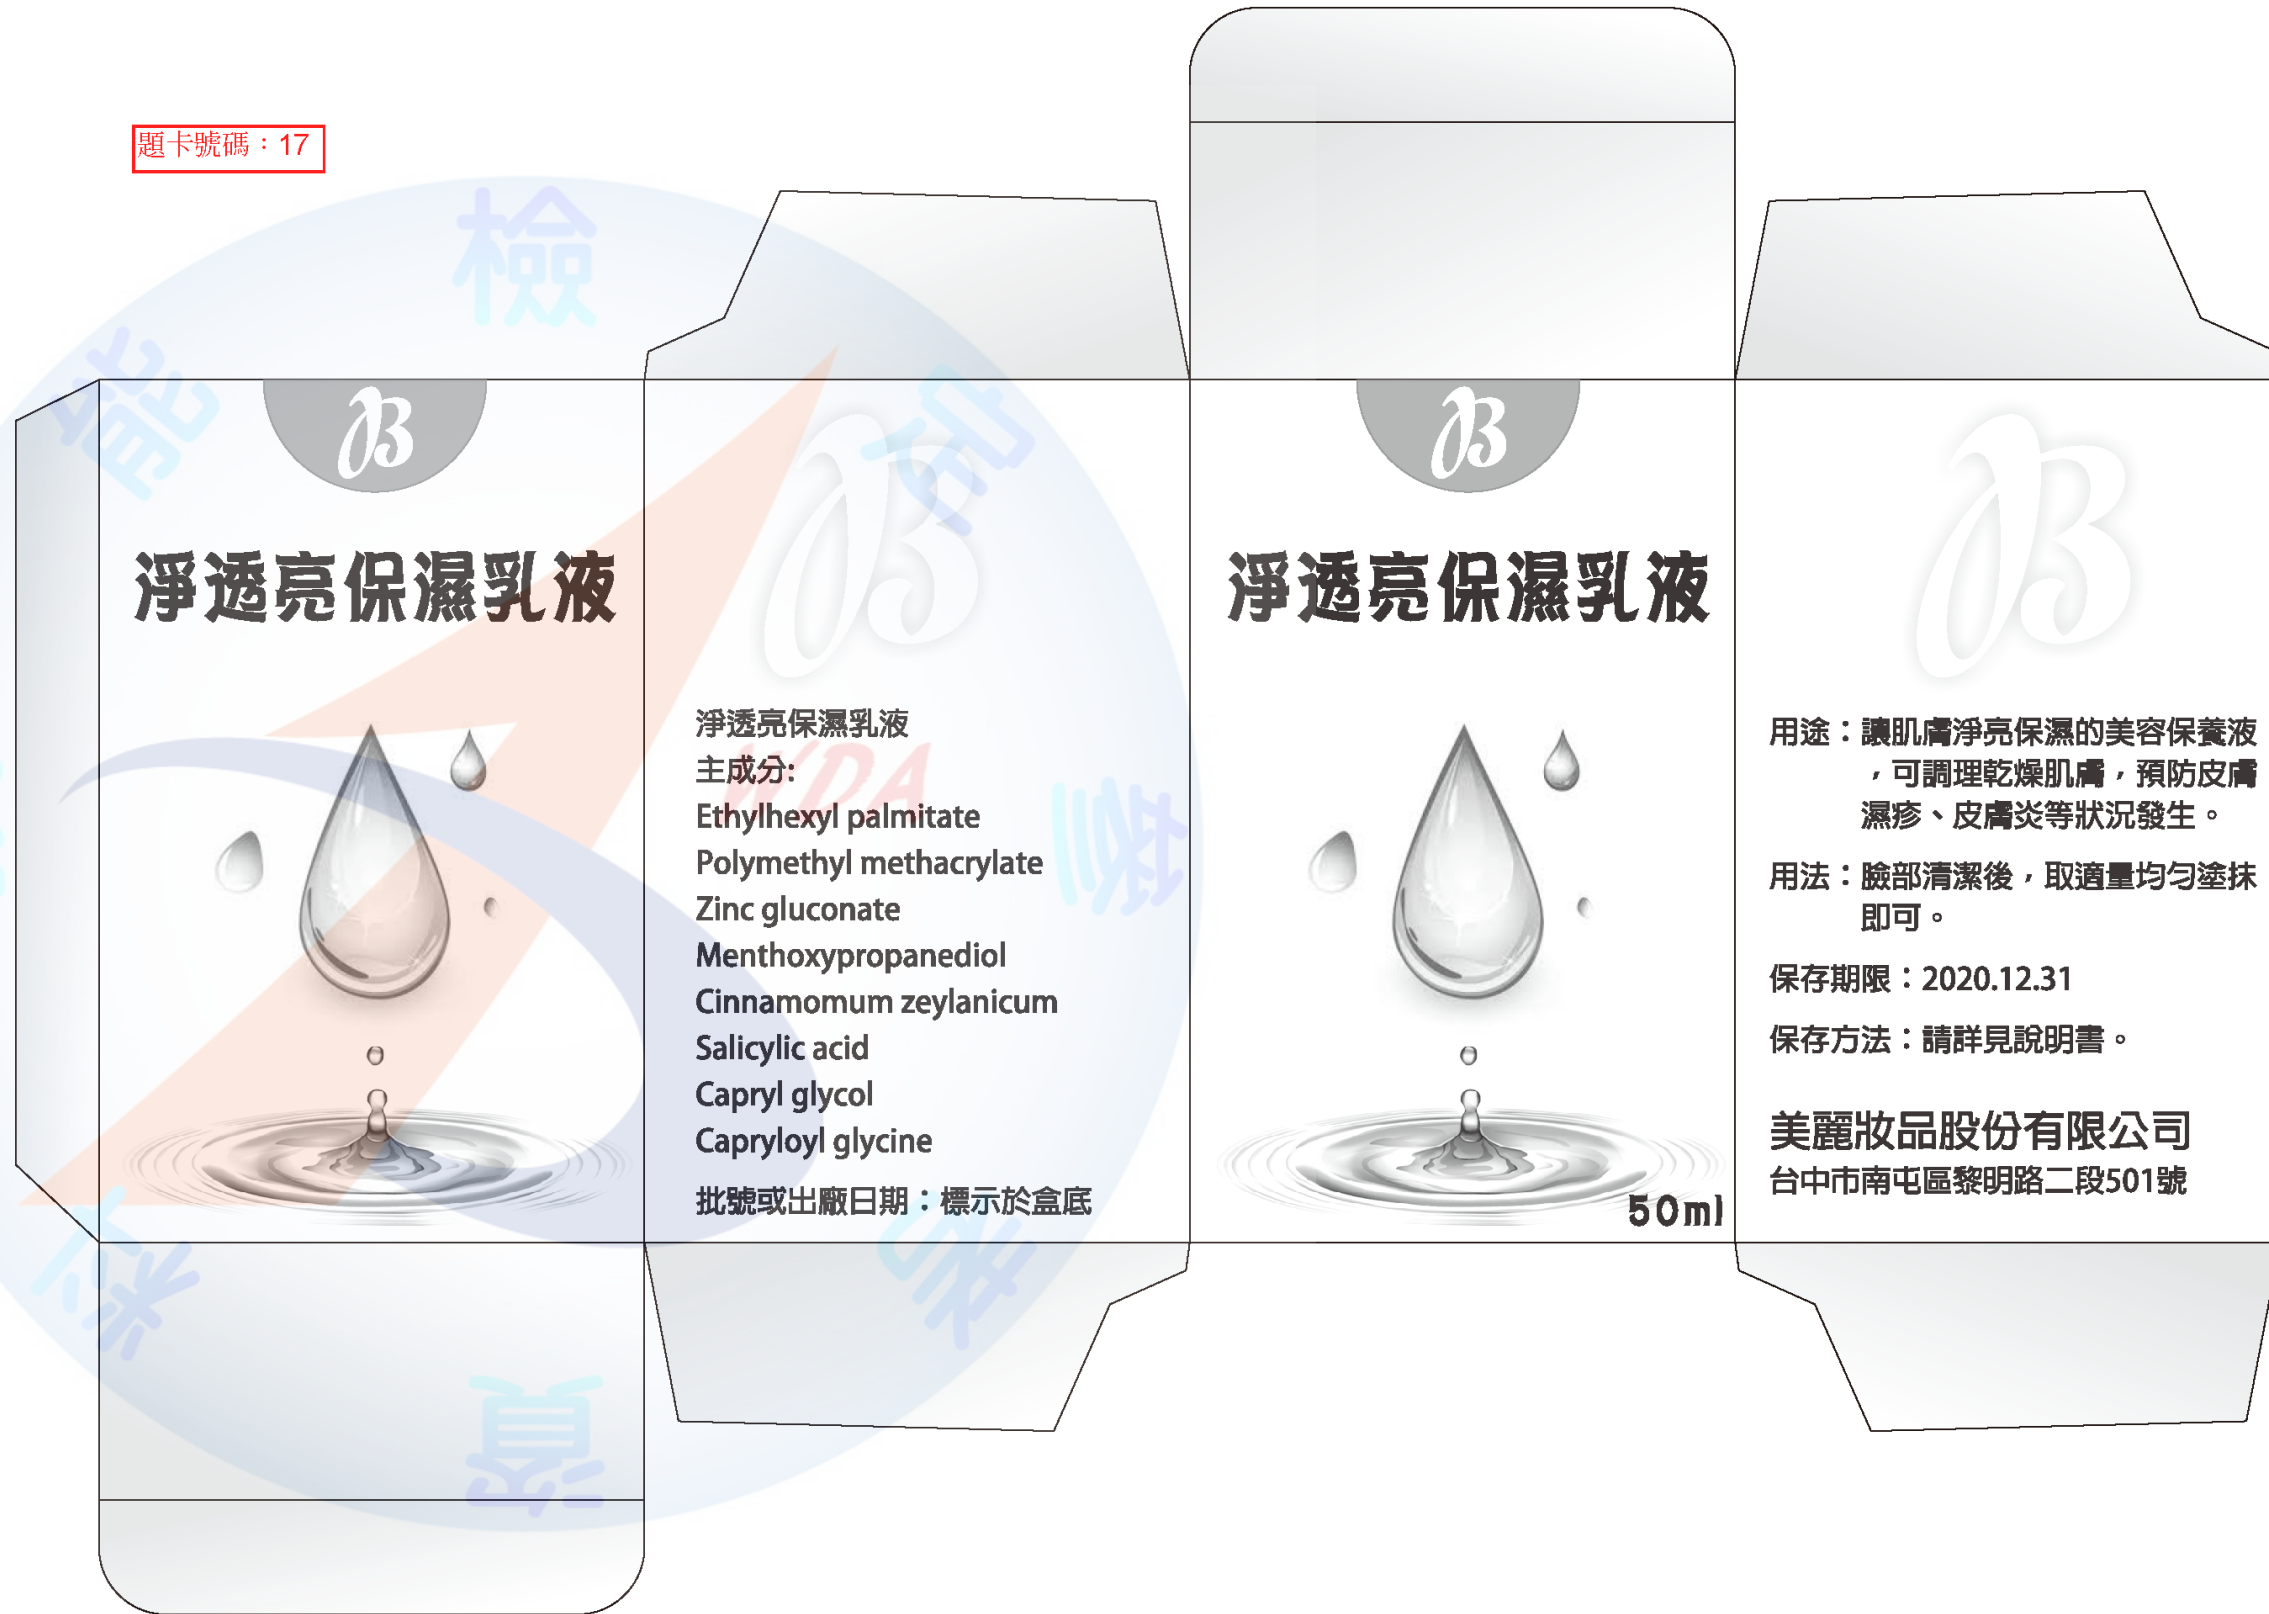 題卡號碼：17
B
淨透亮保濕乳液
B
淨透亮保濕乳液
主成分:
Ethylhexyl palmitate
Polymethyl methacrylate
Zinc gluconate
Menthoxypropanediol
Cinnamomum zeylanicum
Salicylic acid
Capryl glycol
Capryloyl glycine
批號或出廠日期：標示於盒底
B
淨透亮保濕乳液
50ml
B
用途：讓肌膚淨亮保濕的美容保養液
，可調理乾燥肌膚，預防皮膚
濕疹、皮膚炎等狀況發生。
用法：臉部清潔後，取適量均勻塗抹
即可。
保存期限：2020.12.31
保存方法：請詳見說明書。
美麗妝品股份有限公司
台中市南屯區黎明路二段501號
WDA
能
檢
定